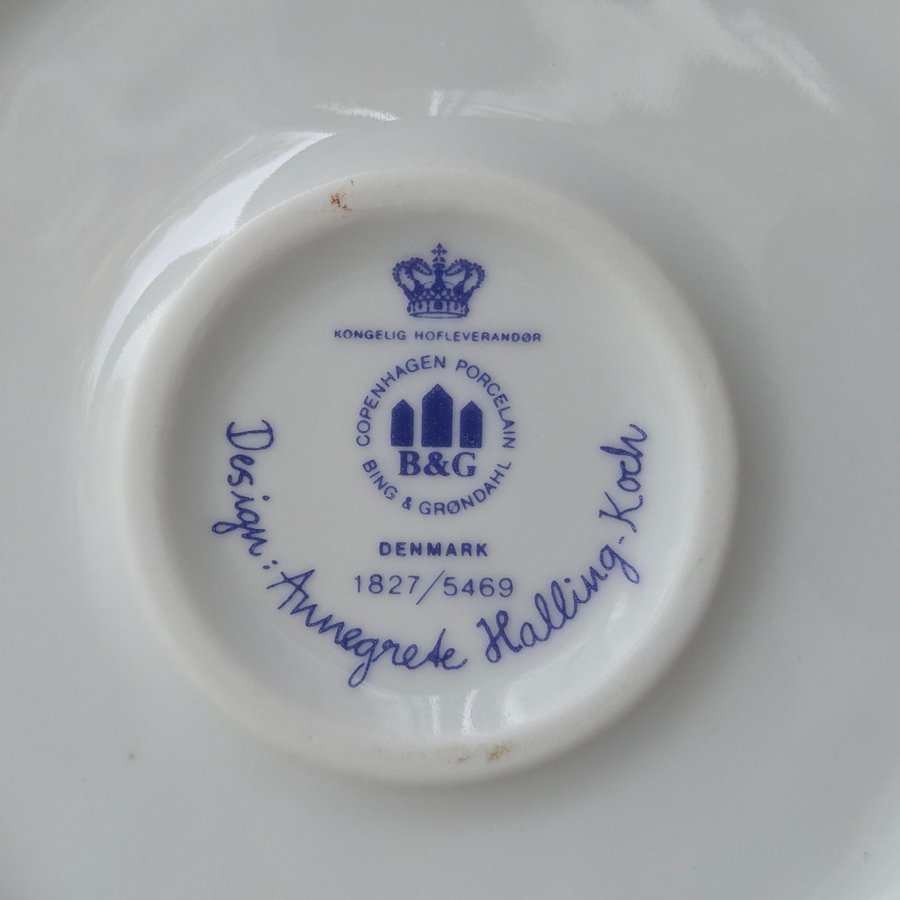 KONGELIG HOFLEVERANDØR
COPENHAGEN PORCELAIN
B&G
BING & GRØNDAHL
DENMARK
1827/5469
Design: Annegrete Halling-Koch